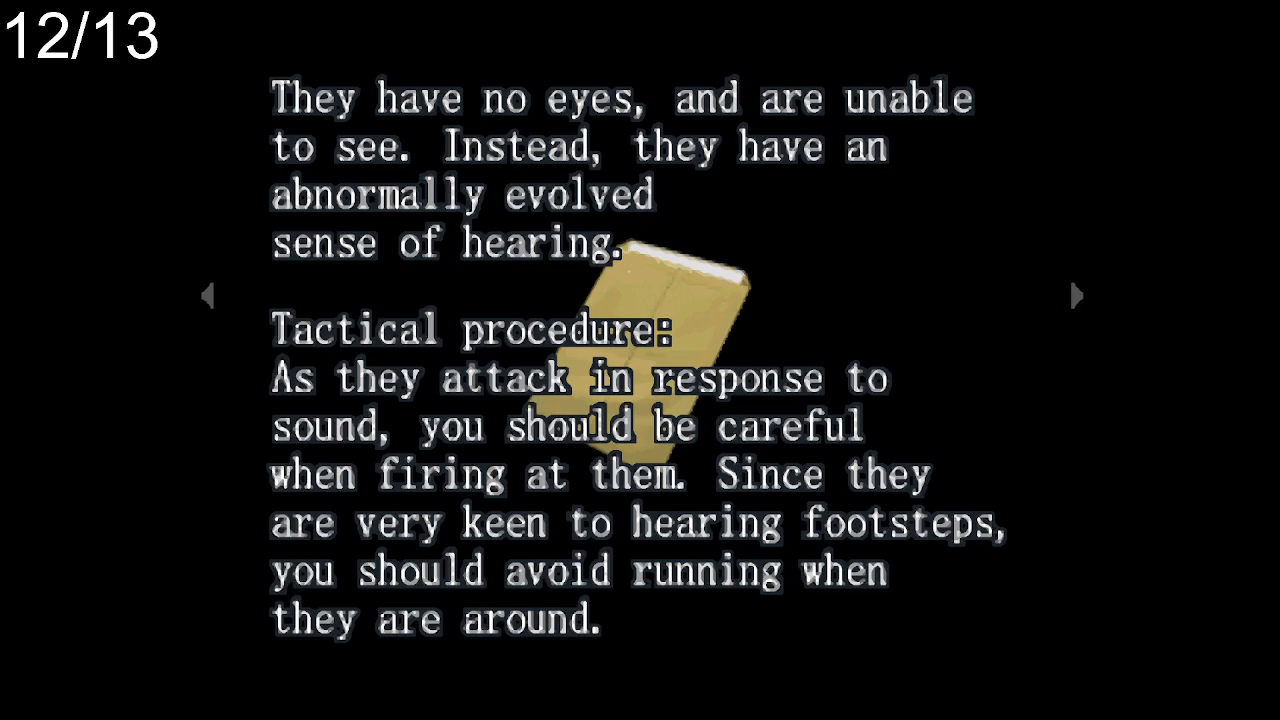 12/13
They have no eyes, and are unable
to see. Instead, they have an
abnormally evolved
sense of hearing.
Tactical procedure:
As they attack in response to
sound, you should be careful
when firing at them. Since they
are very keen to hearing footsteps,
you should avoid running when
they are around.